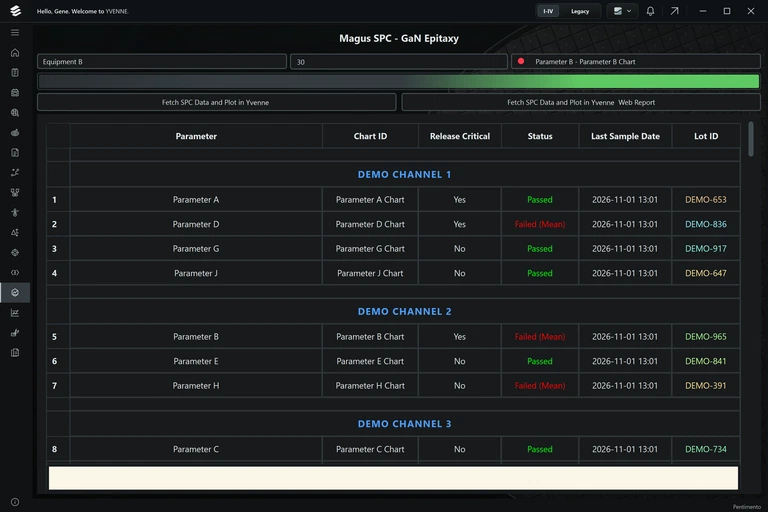 Hello, Gene. Welcome to YVENNE.
I-IV Legacy
Magus SPC - GaN Epitaxy
Equipment B 30 Parameter B - Parameter B Chart
Fetch SPC Data and Plot in Yvenne Fetch SPC Data and Plot in Yvenne Web Report
Parameter Chart ID Release Critical Status Last Sample Date Lot ID
DEMO CHANNEL 1
1 Parameter A Parameter A Chart Yes Passed 2026-11-01 13:01 DEMO-653
2 Parameter D Parameter D Chart Yes Failed (Mean) 2026-11-01 13:01 DEMO-836
3 Parameter G Parameter G Chart No Passed 2026-11-01 13:01 DEMO-917
4 Parameter J Parameter J Chart No Passed 2026-11-01 13:01 DEMO-647
DEMO CHANNEL 2
5 Parameter B Parameter B Chart Yes Failed (Mean) 2026-11-01 13:01 DEMO-965
6 Parameter E Parameter E Chart No Passed 2026-11-01 13:01 DEMO-841
7 Parameter H Parameter H Chart No Failed (Mean) 2026-11-01 13:01 DEMO-391
DEMO CHANNEL 3
8 Parameter C Parameter C Chart No Passed 2026-11-01 13:01 DEMO-734
Pentimento